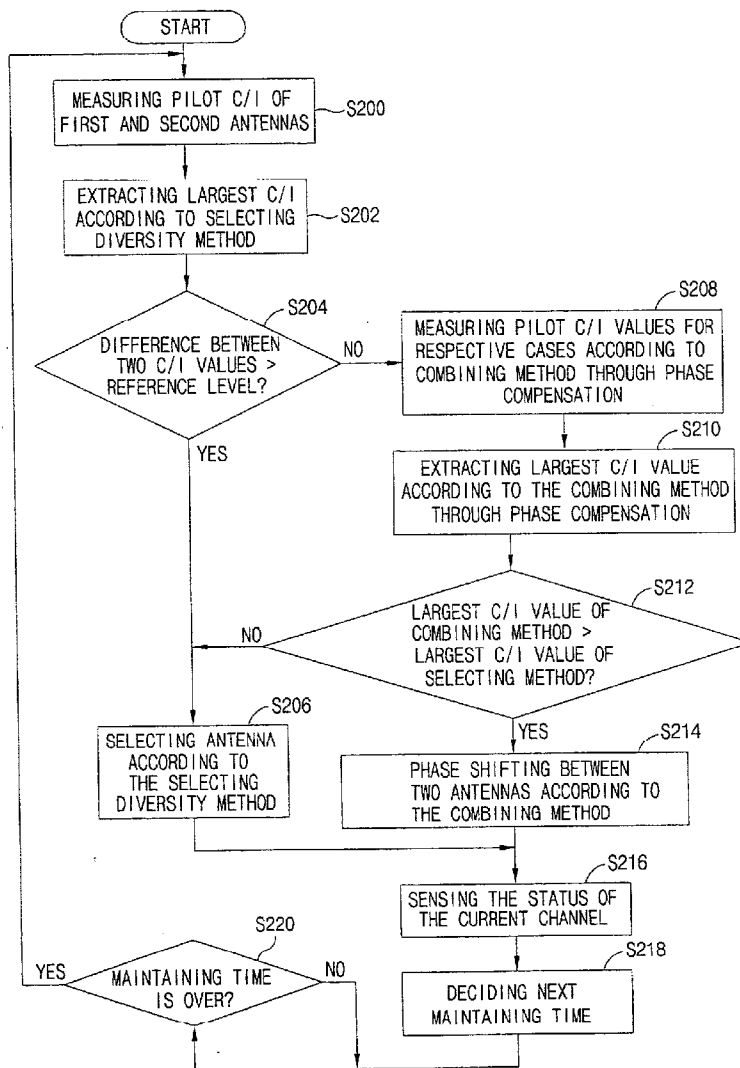 START
MEASURING PILOT C/I OF
FIRST AND SECOND ANTENNAS
S200
EXTRACTING LARGEST C/I
ACCORDING TO SELECTING
DIVERSITY METHOD
S202
S204
DIFFERENCE BETWEEN
TWO C/I VALUES >
REFERENCE LEVEL?
NO
YES
S208
MEASURING PILOT C/I VALUES FOR
RESPECTIVE CASES ACCORDING TO
COMBINING METHOD THROUGH PHASE
COMPENSATION
S210
EXTRACTING LARGEST C/I VALUE
ACCORDING TO THE COMBINING METHOD
THROUGH PHASE COMPENSATION
S212
LARGEST C/I VALUE OF
COMBINING METHOD >
LARGEST C/I VALUE OF
SELECTING METHOD?
NO
YES
S206
SELECTING ANTENNA
ACCORDING TO
THE SELECTING
DIVERSITY METHOD
S214
PHASE SHIFTING BETWEEN
TWO ANTENNAS ACCORDING TO
THE COMBINING METHOD
S216
SENSING THE STATUS OF
THE CURRENT CHANNEL
S218
DECIDING NEXT
MAINTAINING TIME
S220
MAINTAINING TIME
IS OVER?
YES
NO